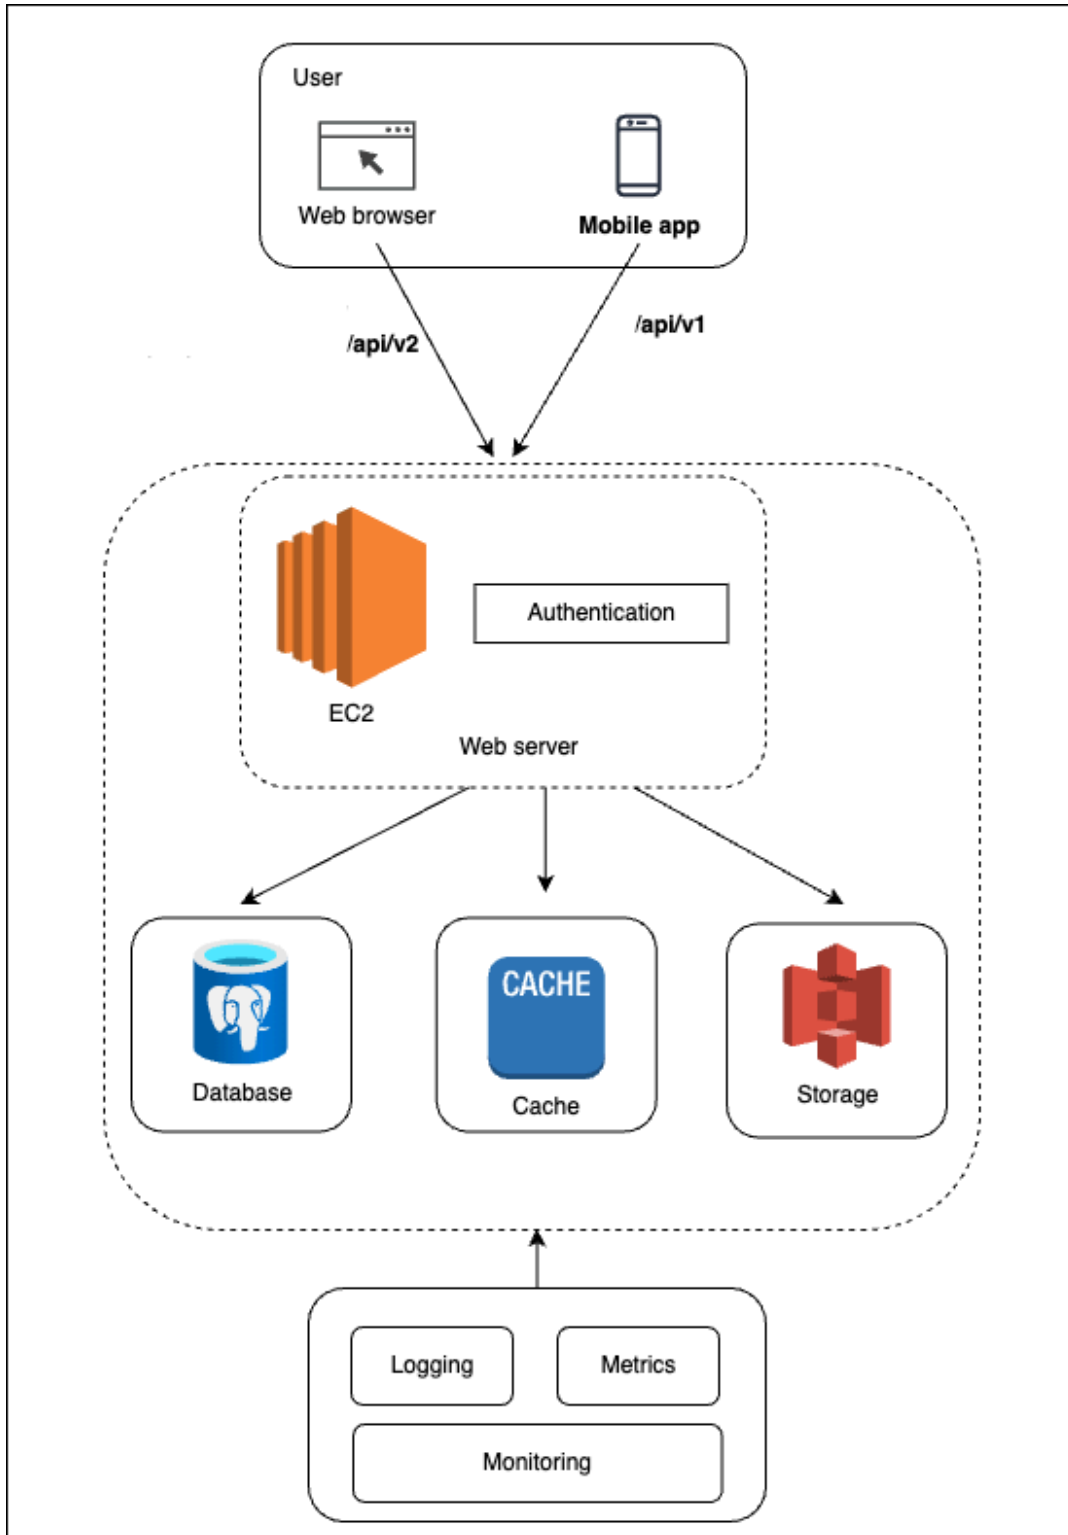 User
Web browser
Mobile app
/api/v2
/api/v1
Authentication
EC2
Web server
CACHE
Database
Cache
Storage
Logging
Metrics
Monitoring